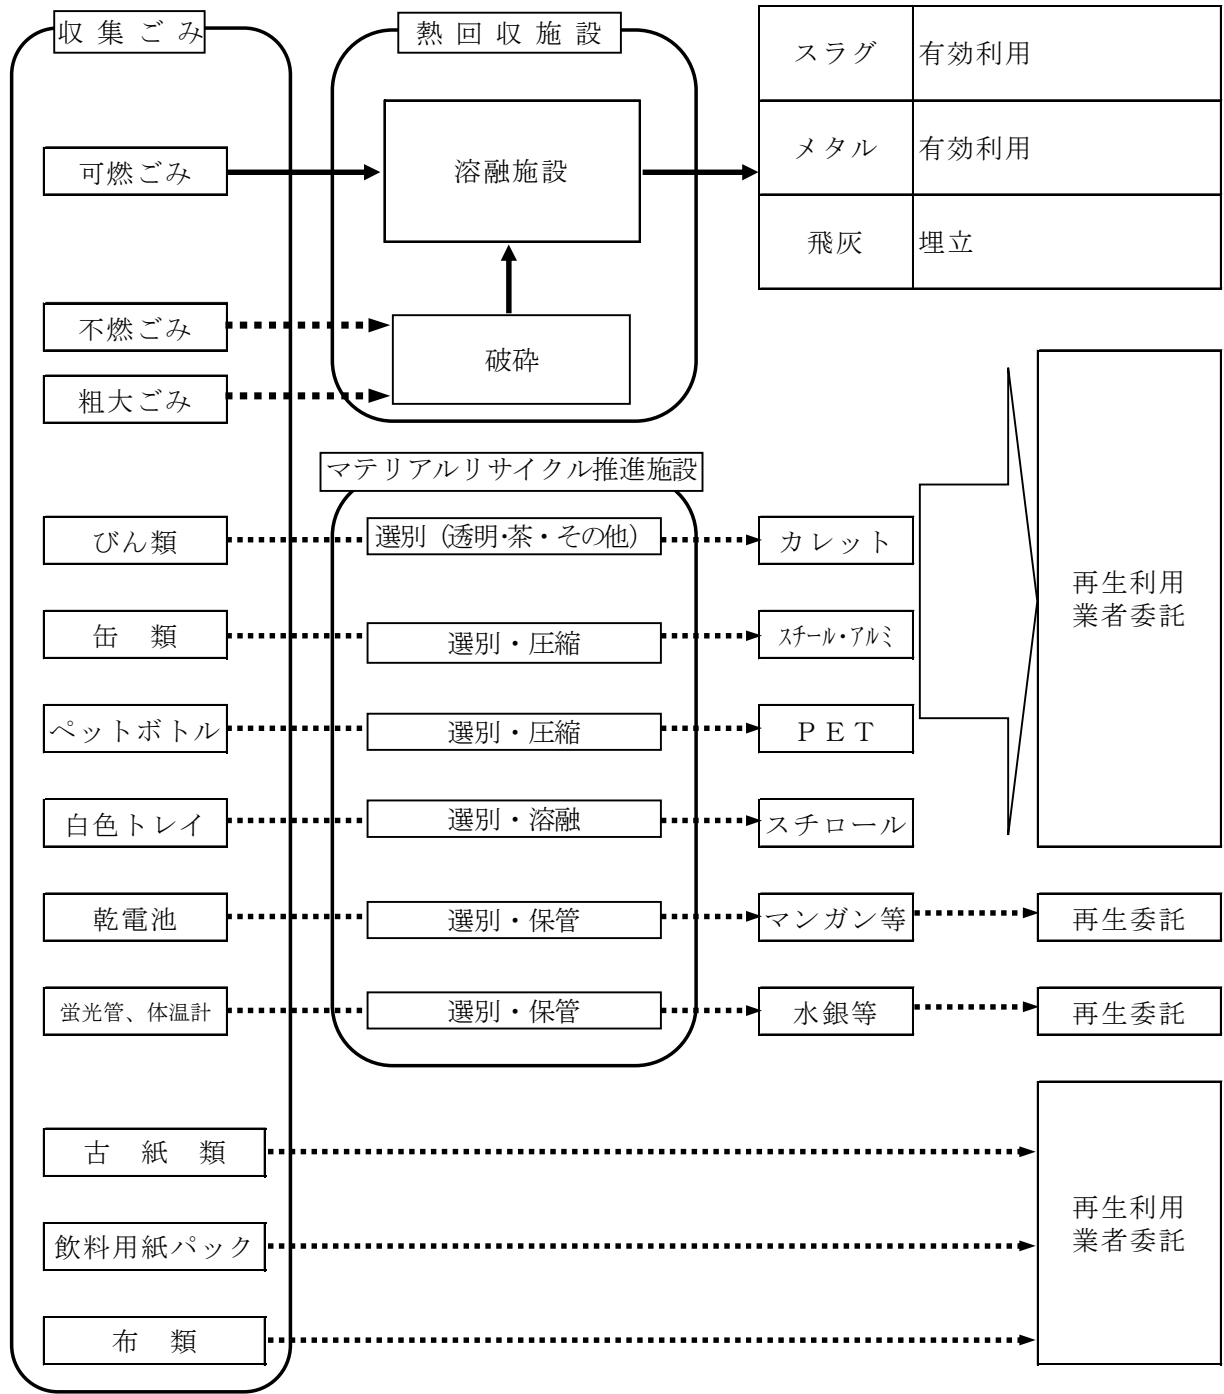 収 集 ご み
熱 回 収 施 設
スラグ
有効利用
メタル
有効利用
飛灰
埋立
可燃ごみ
溶融施設
不燃ごみ
破砕
粗大ごみ
マテリアルリサイクル推進施設
びん類
選別（透明･茶・その他）
カレット
缶　類
選別・圧縮
スチール・アルミ
ペットボトル
選別・圧縮
ＰＥＴ
白色トレイ
選別・溶融
スチロール
再生利用
業者委託
乾電池
選別・保管
マンガン等
再生委託
蛍光管、体温計
選別・保管
水銀等
再生委託
古　紙　類
飲料用紙パック
布　類
再生利用
業者委託